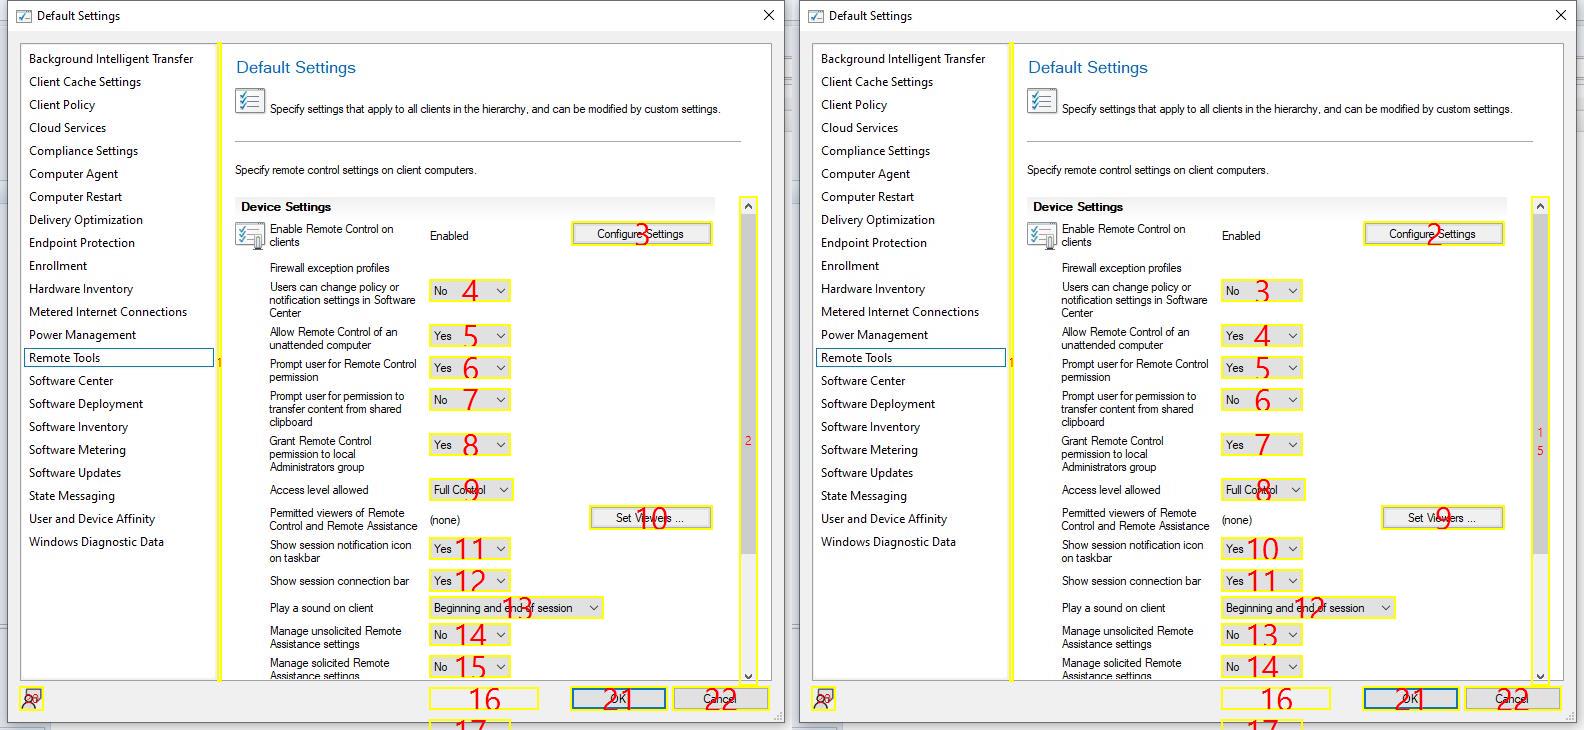 Default Settings
Background Intelligent Transfer
Client Cache Settings
Client Policy
Cloud Services
Compliance Settings
Computer Agent
Computer Restart
Delivery Optimization
Endpoint Protection
Enrollment
Hardware Inventory
Metered Internet Connections
Power Management
Remote Tools
Software Center
Software Deployment
Software Inventory
Software Metering
Software Updates
State Messaging
User and Device Affinity
Windows Diagnostic Data
1
Default Settings
Specify settings that apply to all clients in the hierarchy, and can be modified by custom settings.
Specify remote control settings on client computers.
Device Settings
Enable Remote Control on
clients
Enabled
Configure Settings 3
Firewall exception profiles
Users can change policy or
notification settings in Software
Center
No 4
Allow Remote Control of an
unattended computer
Yes 5
Prompt user for Remote Control
permission
Yes 6
Prompt user for permission to
transfer content from shared
clipboard
No 7
2
Grant Remote Control
permission to local
Administrators group
Yes 8
Access level allowed
Full Control 9
Permitted viewers of Remote
Control and Remote Assistance
(none)
Set Viewers ... 10
Show session notification icon
on taskbar
Yes 11
Show session connection bar
Yes 12
Play a sound on client
Beginning and end of session 13
Manage unsolicited Remote
Assistance settings
No 14
Manage solicited Remote
Assistance settings
No 15
16
OK 21
Cancel 22
17
Default Settings
Background Intelligent Transfer
Client Cache Settings
Client Policy
Cloud Services
Compliance Settings
Computer Agent
Computer Restart
Delivery Optimization
Endpoint Protection
Enrollment
Hardware Inventory
Metered Internet Connections
Power Management
Remote Tools
Software Center
Software Deployment
Software Inventory
Software Metering
Software Updates
State Messaging
User and Device Affinity
Windows Diagnostic Data
1
Default Settings
Specify settings that apply to all clients in the hierarchy, and can be modified by custom settings.
Specify remote control settings on client computers.
Device Settings
Enable Remote Control on
clients
Enabled
Configure Settings 2
Firewall exception profiles
Users can change policy or
notification settings in Software
Center
No 3
Allow Remote Control of an
unattended computer
Yes 4
Prompt user for Remote Control
permission
Yes 5
Prompt user for permission to
transfer content from shared
clipboard
No 6
1
5
Grant Remote Control
permission to local
Administrators group
Yes 7
Access level allowed
Full Control 8
Permitted viewers of Remote
Control and Remote Assistance
(none)
Set Viewers ... 9
Show session notification icon
on taskbar
Yes 10
Show session connection bar
Yes 11
Play a sound on client
Beginning and end of session 12
Manage unsolicited Remote
Assistance settings
No 13
Manage solicited Remote
Assistance settings
No 14
16
OK 21
Cancel 22
17